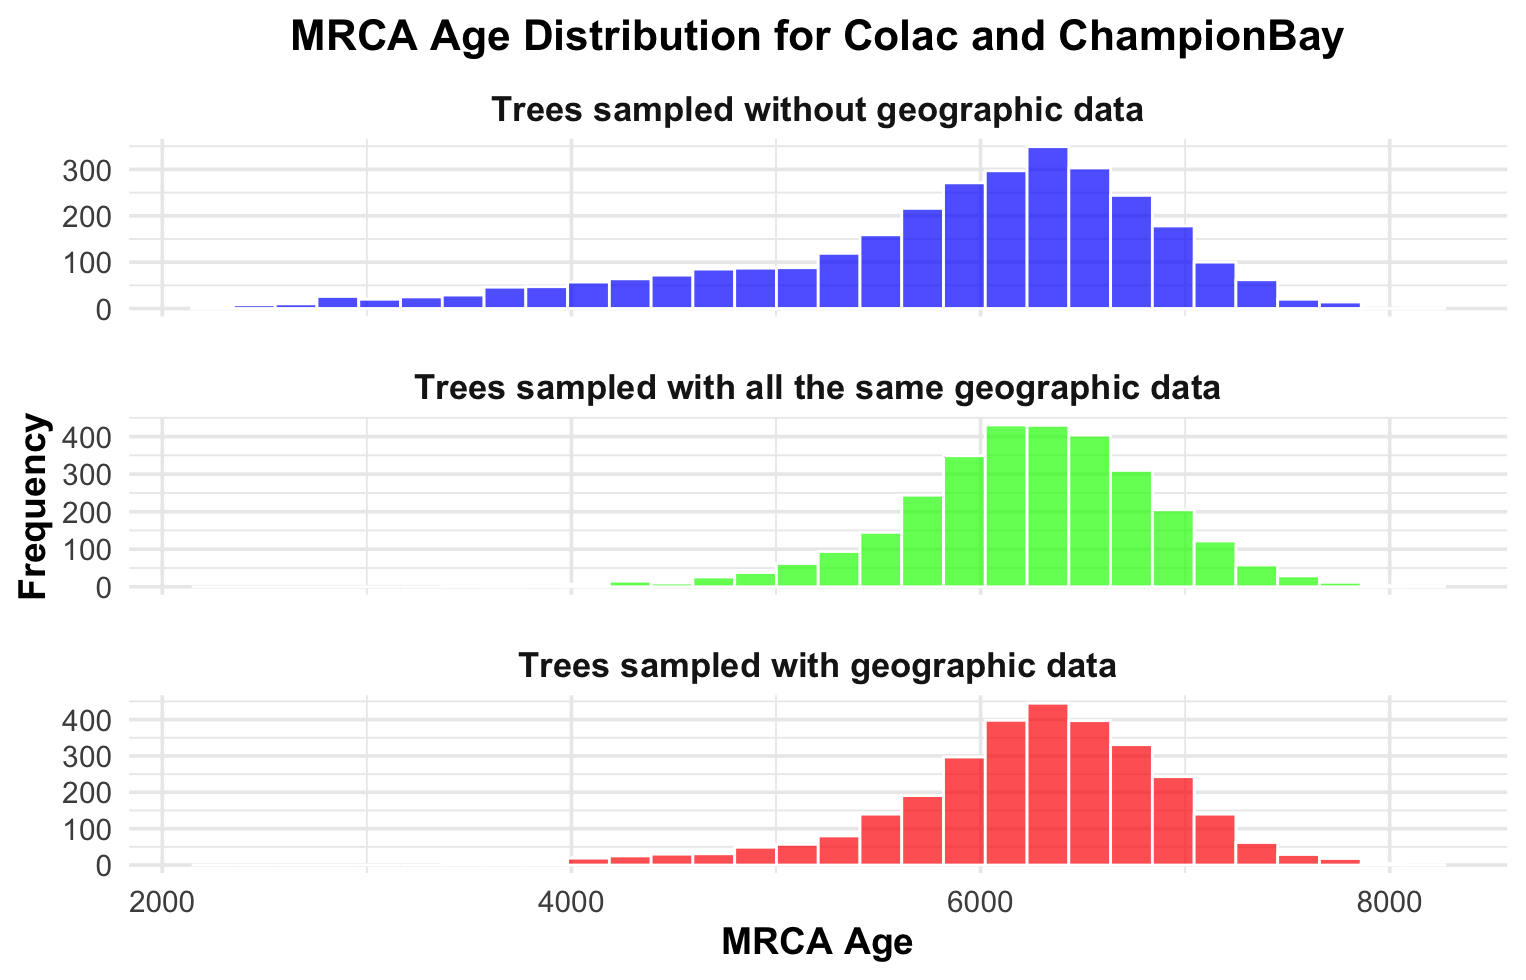 MRCA Age Distribution for Colac and ChampionBay
Trees sampled without geographic data
300
200
100
0
Trees sampled with all the same geographic data
400
300
200
100
0
Frequency
Trees sampled with geographic data
400
300
200
100
0
2000 4000 6000 8000
MRCA Age